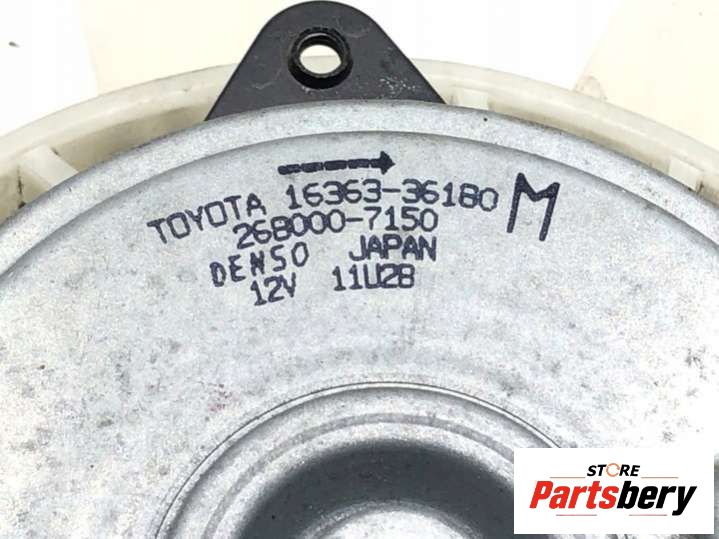 TOYOTA 16363-36180 M
268000-7150
DENSO JAPAN
12V 11U28
STORE
Partsbery